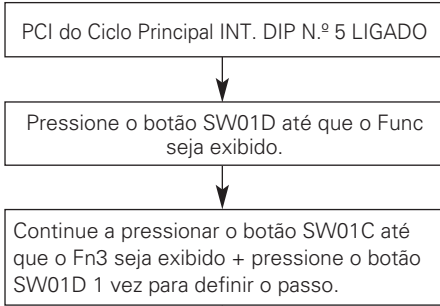 PCI do Ciclo Principal INT. DIP N.º 5 LIGADO
Pressione o botão SW01D até que o Func
seja exibido.
Continue a pressionar o botão SW01C até
que o Fn3 seja exibido + pressione o botão
SW01D 1 vez para definir o passo.